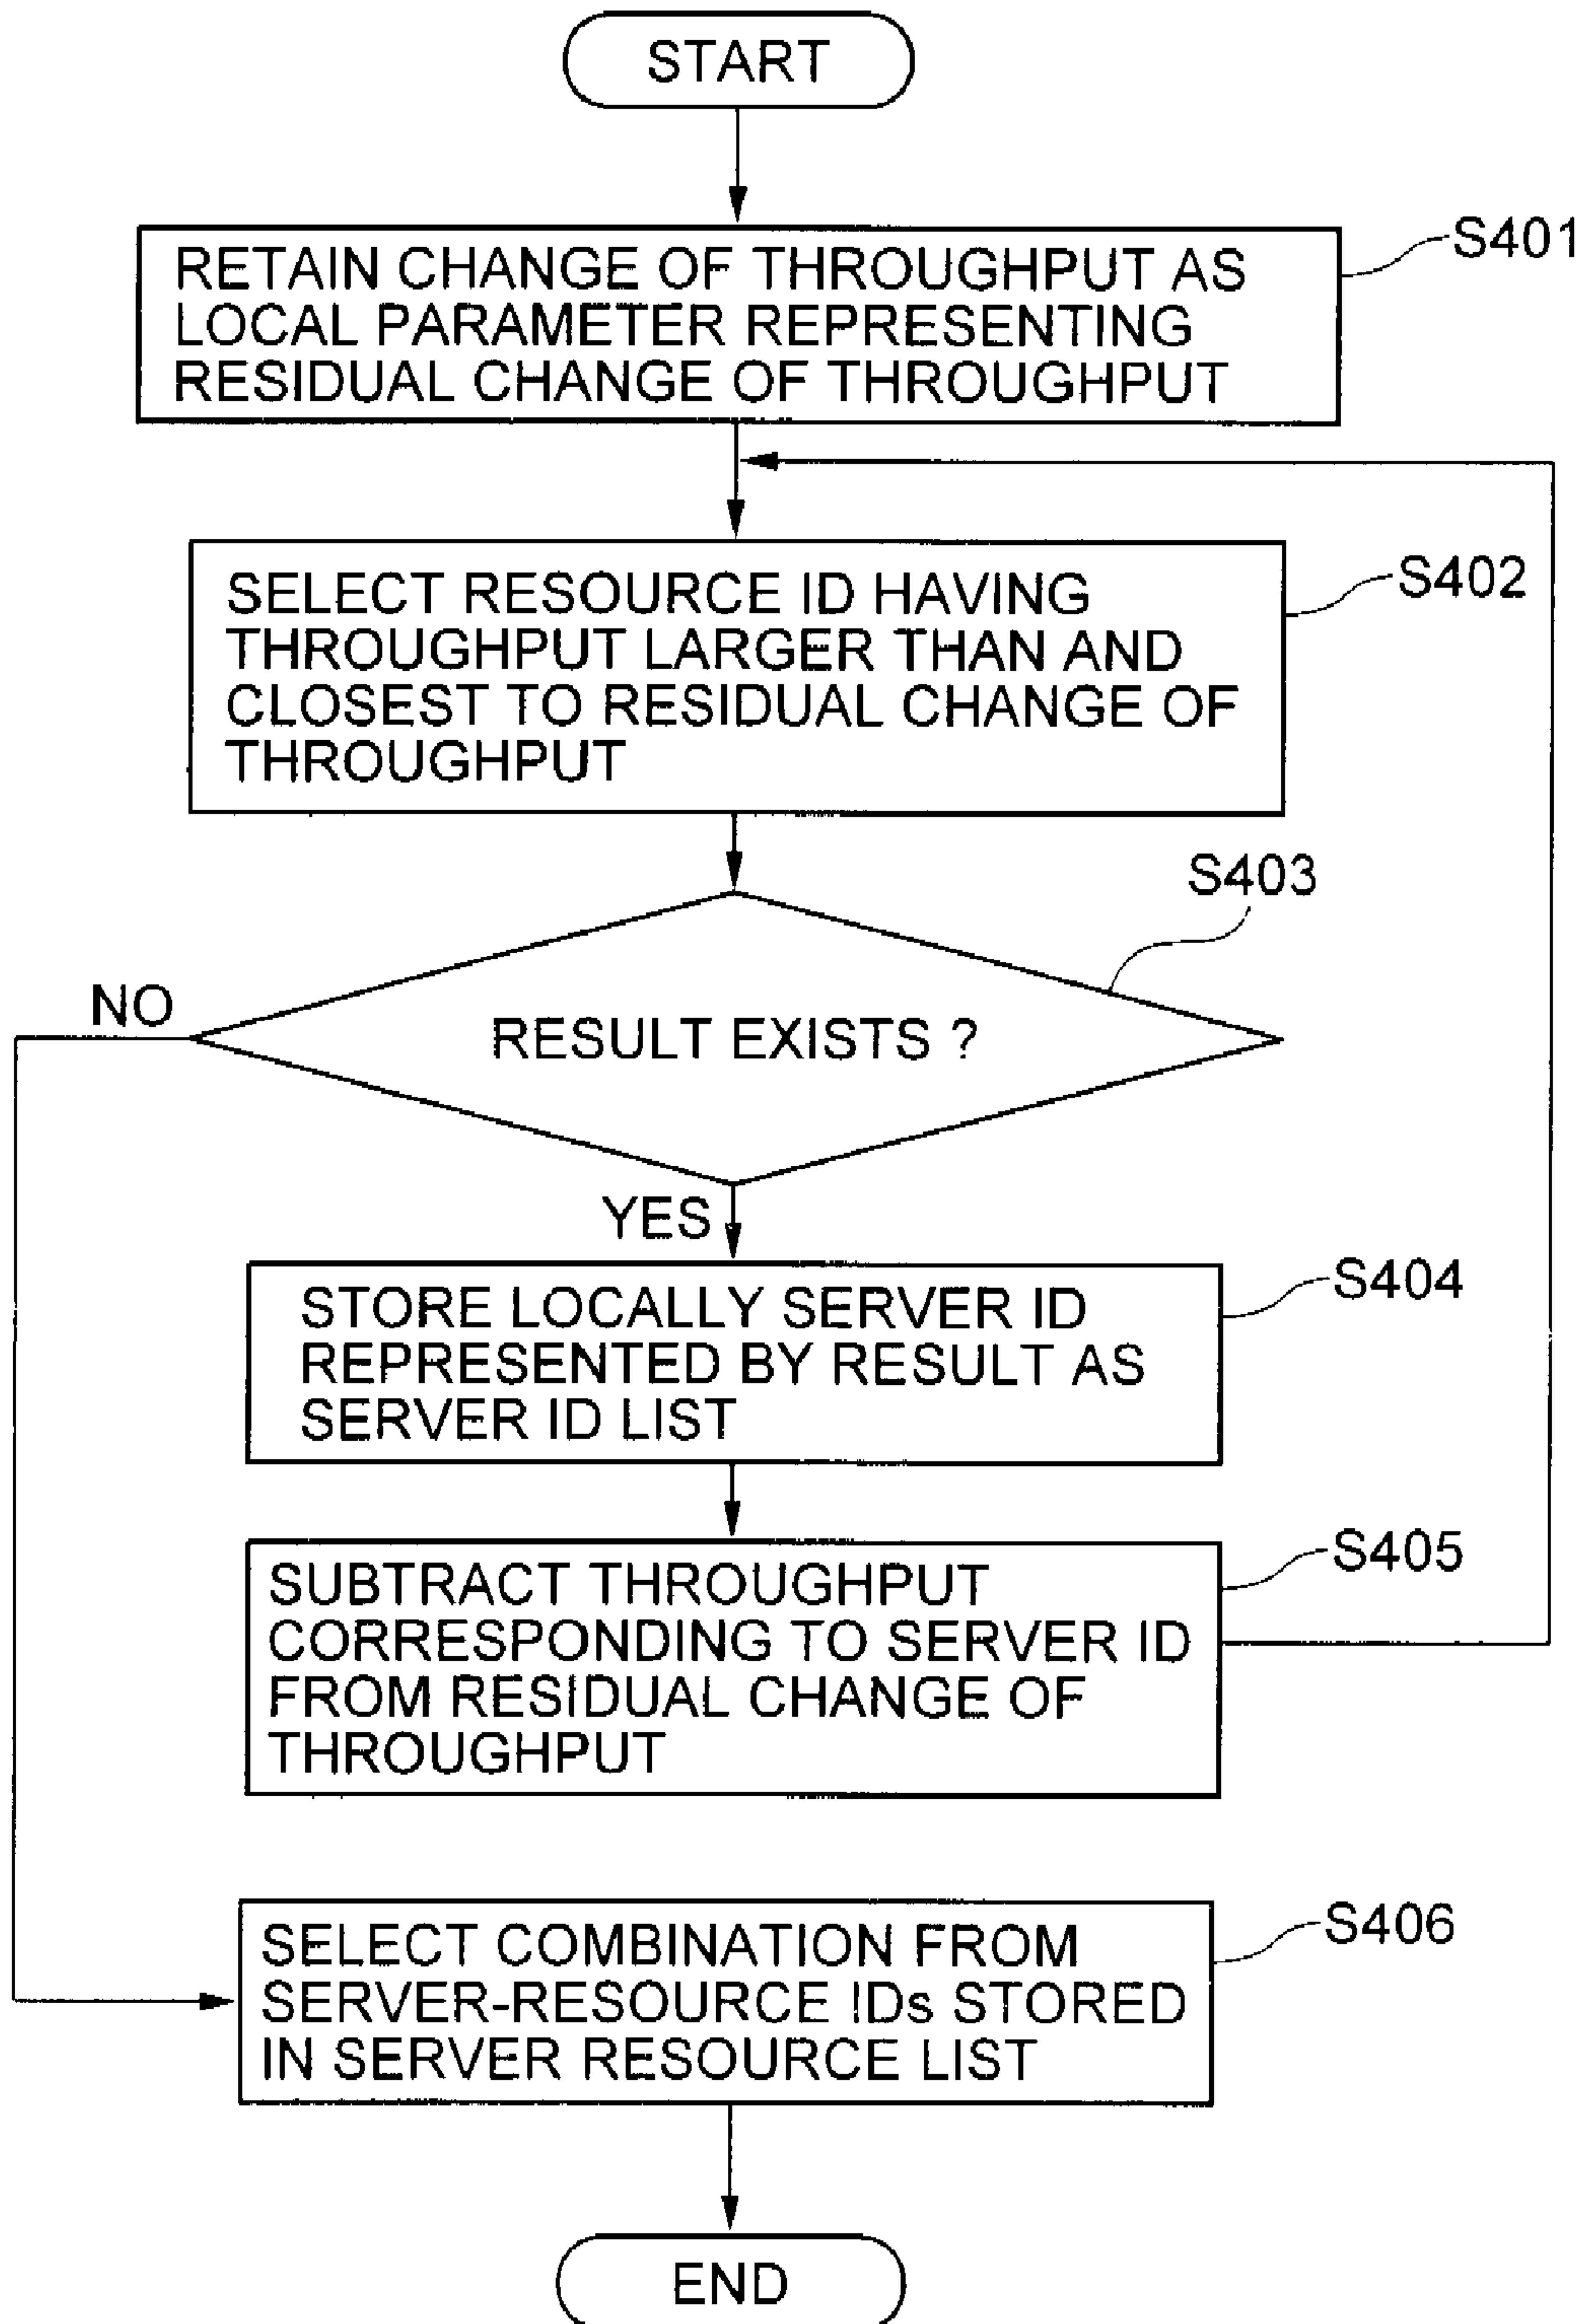 START
RETAIN CHANGE OF THROUGHPUT AS
LOCAL PARAMETER REPRESENTING
RESIDUAL CHANGE OF THROUGHPUT
S401
SELECT RESOURCE ID HAVING
THROUGHPUT LARGER THAN AND
CLOSEST TO RESIDUAL CHANGE OF
THROUGHPUT
S402
S403
NO
RESULT EXISTS ?
YES
STORE LOCALLY SERVER ID
REPRESENTED BY RESULT AS
SERVER ID LIST
S404
SUBTRACT THROUGHPUT
CORRESPONDING TO SERVER ID
FROM RESIDUAL CHANGE OF
THROUGHPUT
S405
SELECT COMBINATION FROM
SERVER-RESOURCE IDs STORED
IN SERVER RESOURCE LIST
S406
END